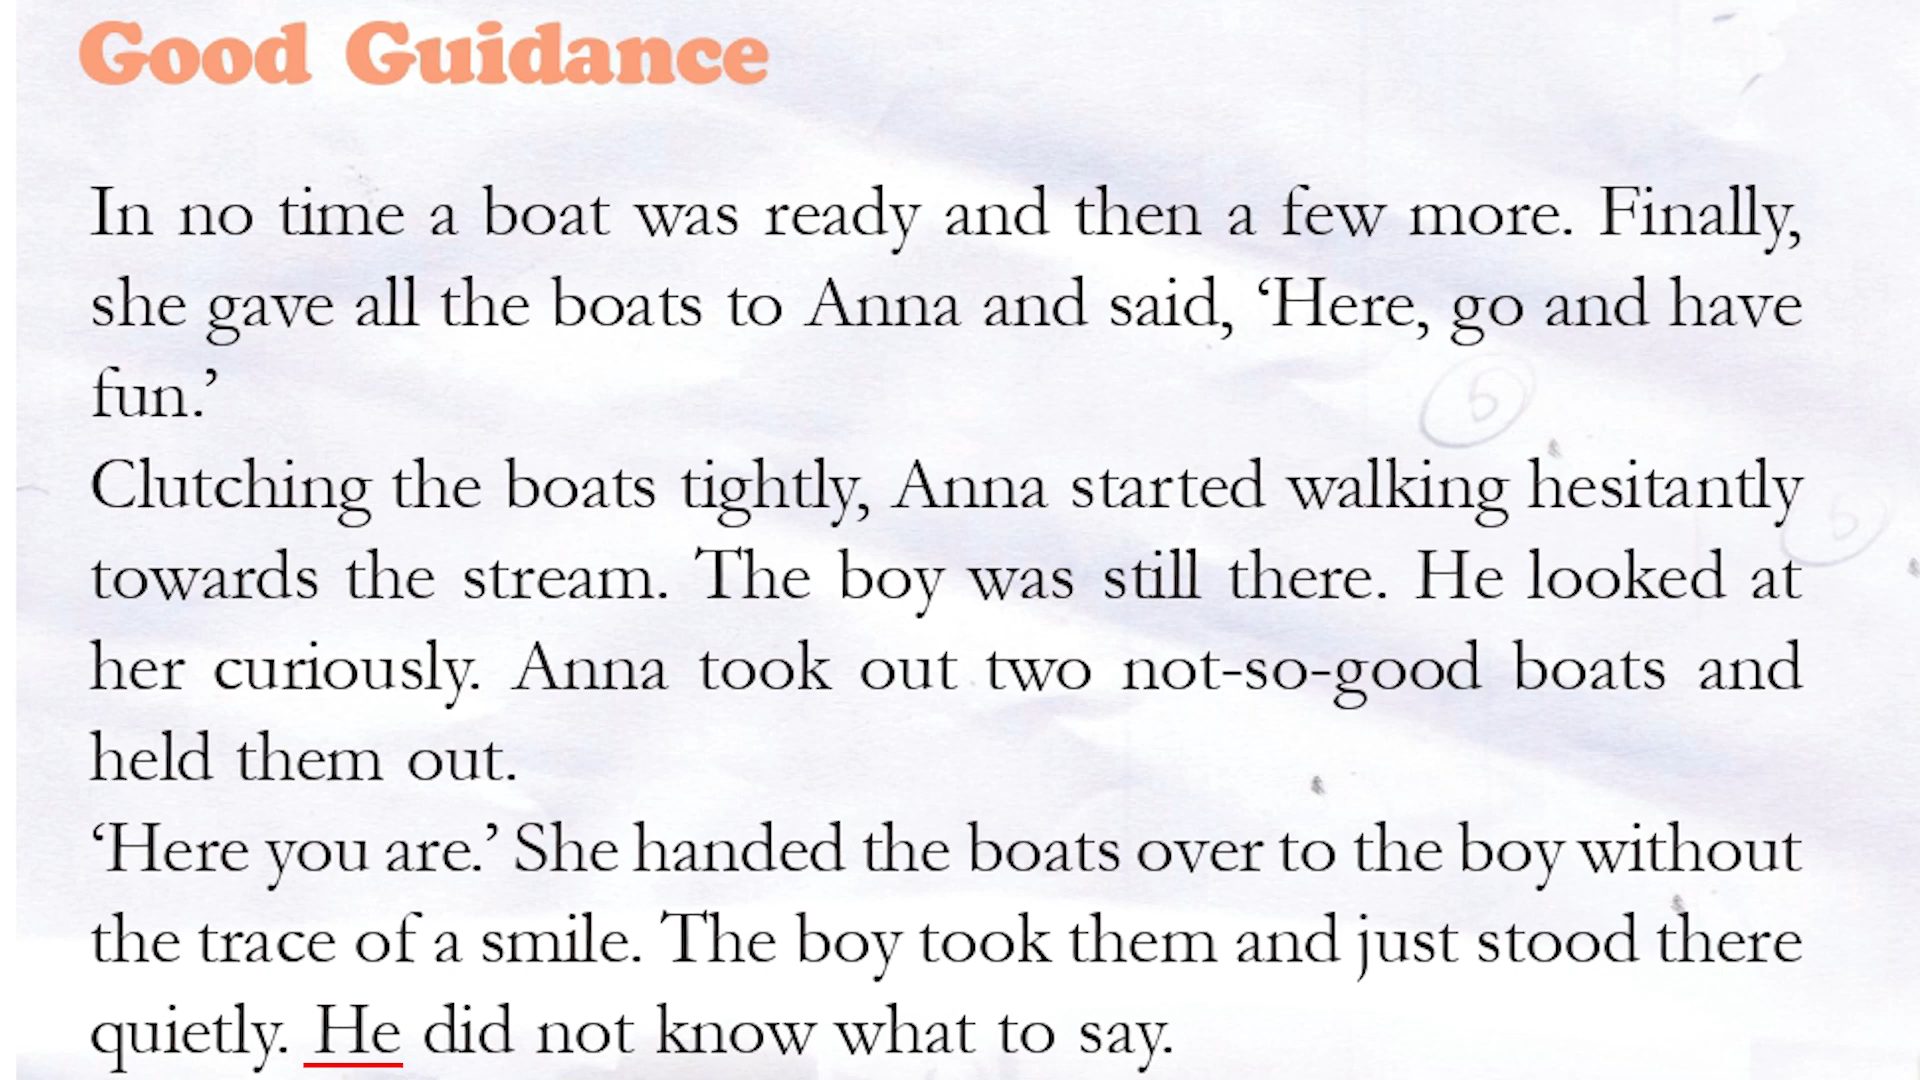 Good Guidance
In no time a boat was ready and then a few more. Finally,
she gave all the boats to Anna and said, ‘Here, go and have
fun.’
Clutching the boats tightly, Anna started walking hesitantly
towards the stream. The boy was still there. He looked at
her curiously. Anna took out two not-so-good boats and
held them out.
‘Here you are.’ She handed the boats over to the boy without
the trace of a smile. The boy took them and just stood there
quietly. He did not know what to say.